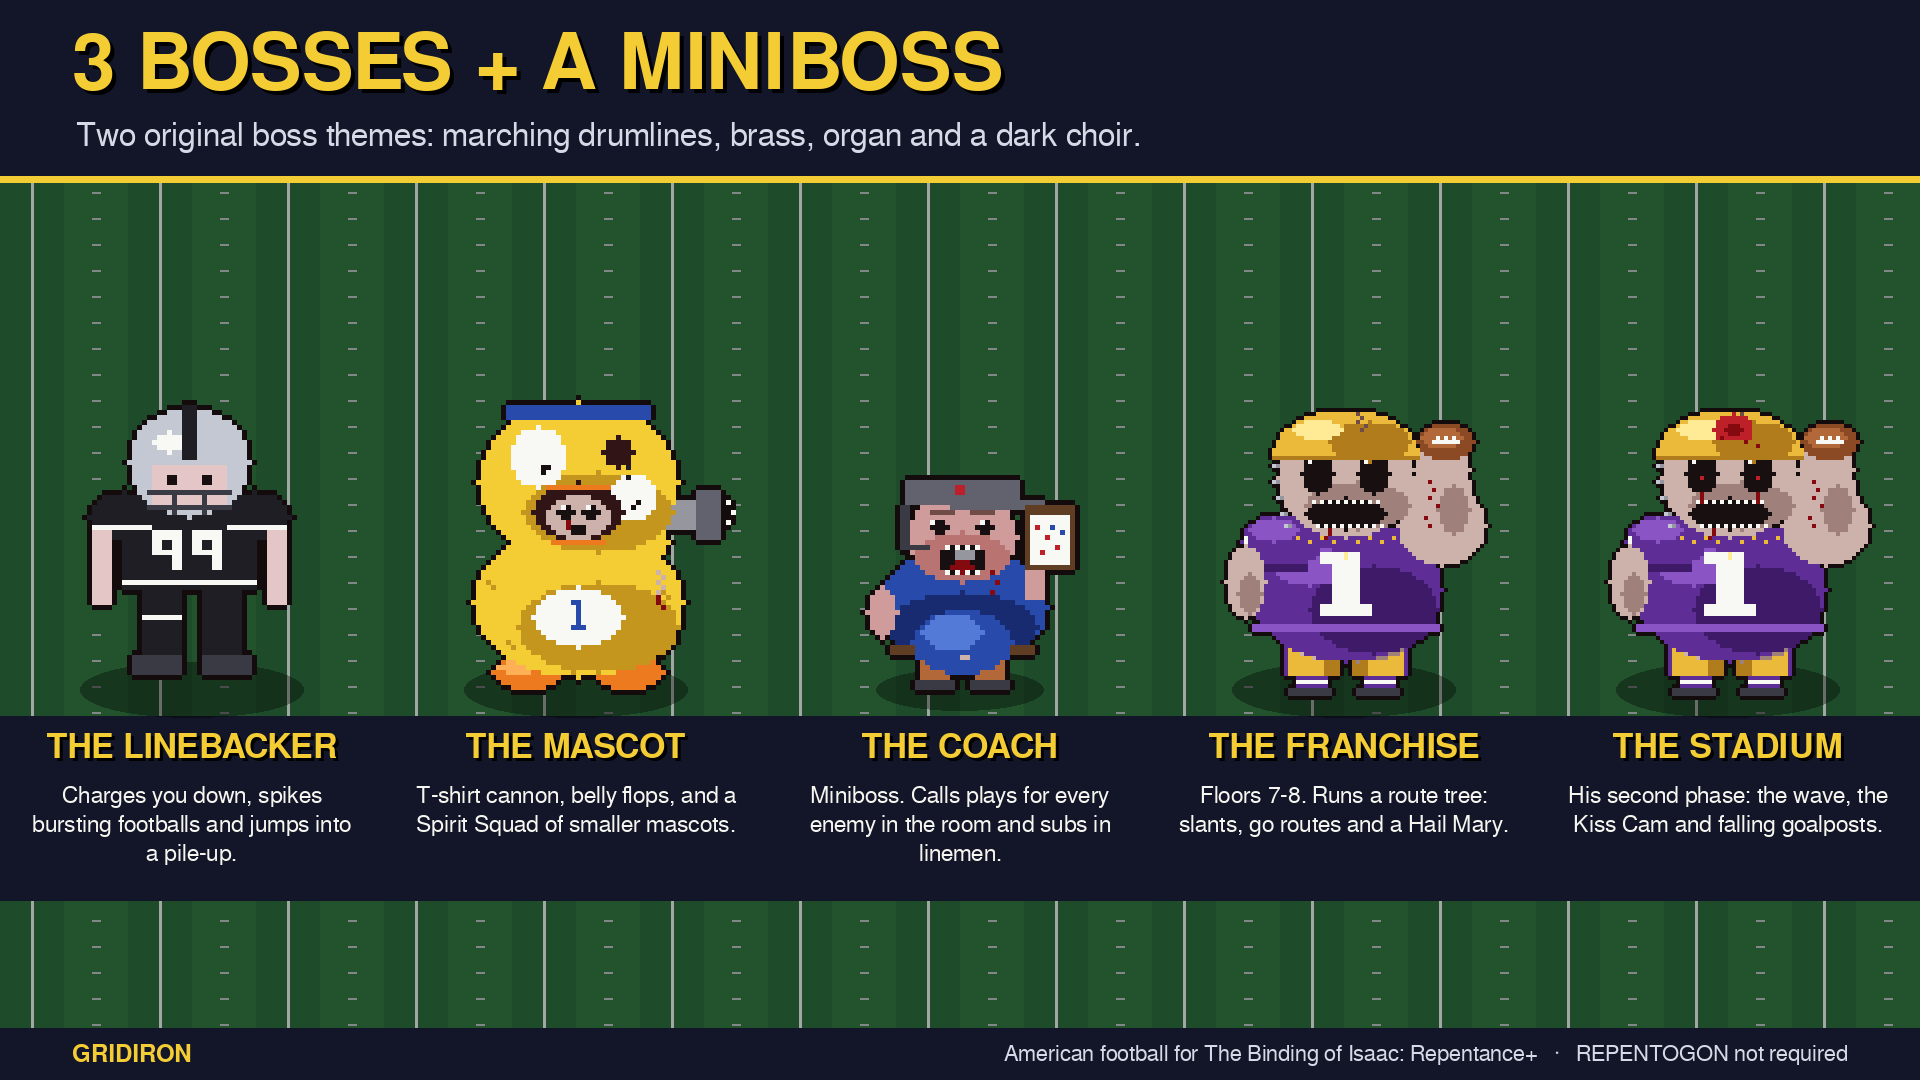 3 BOSSES + A MINIBOSS
Two original boss themes: marching drumlines, brass, organ and a dark choir.
99
1
1
1
THE LINEBACKER
Charges you down, spikes
bursting footballs and jumps into
a pile-up.
THE MASCOT
T-shirt cannon, belly flops, and a
Spirit Squad of smaller mascots.
THE COACH
Miniboss. Calls plays for every
enemy in the room and subs in
linemen.
THE FRANCHISE
Floors 7-8. Runs a route tree:
slants, go routes and a Hail Mary.
THE STADIUM
His second phase: the wave, the
Kiss Cam and falling goalposts.
GRIDIRON
American football for The Binding of Isaac: Repentance+ · REPENTOGON not required